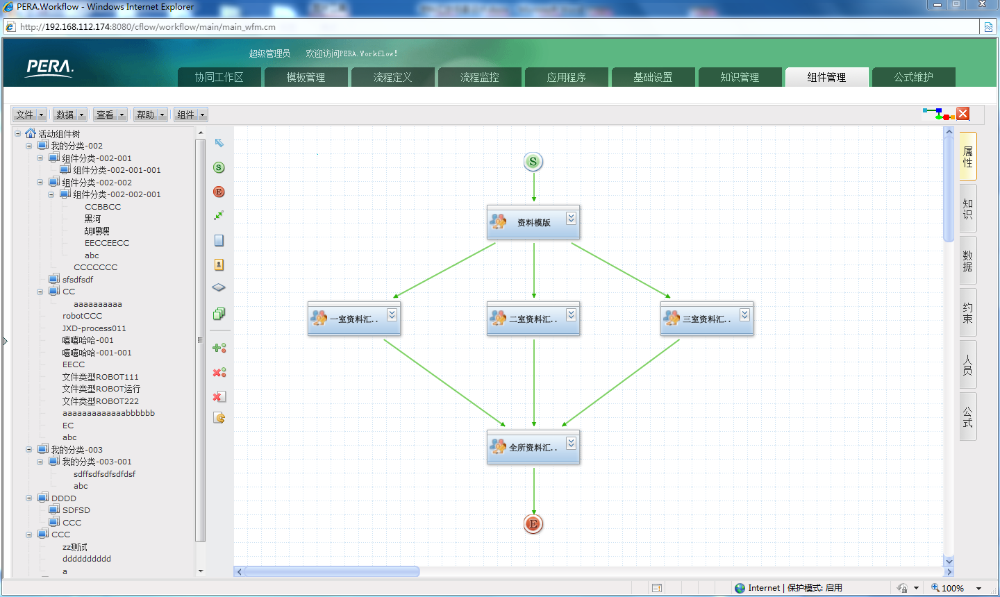 PERA.Workflow - Windows Internet Explorer
http://192.168.112.174:8080/cflow/workflow/main/main_wfm.cm
超级管理员 欢迎访问PERA.Workflow!
PERA.
协同工作区 模板管理 流程定义 流程监控 应用程序 基础设置 知识管理 组件管理 公式维护
文件 数据 查看 帮助 组件
活动组件树
我的分类-002
组件分类-002-001
组件分类-002-001-001
组件分类-002-002
组件分类-002-002-001
CCBBCC
黑河
胡嘿嘿
EECCEECC
abc
CCCCCCC
sfsdfsdf
CC
aaaaaaaaaa
robotCCC
JXD-process011
嘻嘻哈哈-001
嘻嘻哈哈-001-001
EECC
文件类型ROBOT111
文件类型ROBOT运行
文件类型ROBOT222
aaaaaaaaaaaaabbbbbb
EC
abc
我的分类-003
我的分类-003-001
sdffsdfsdfsdfdsf
abc
DDDD
SDFSD
CCC
CCC
zz测试
dddddddddd
a
S
E
S
资料模版
一室资料汇..
二室资料汇..
三室资料汇..
全所资料汇..
E
属性
知识
数据
约束
人员
公式
Internet | 保护模式: 启用
100%